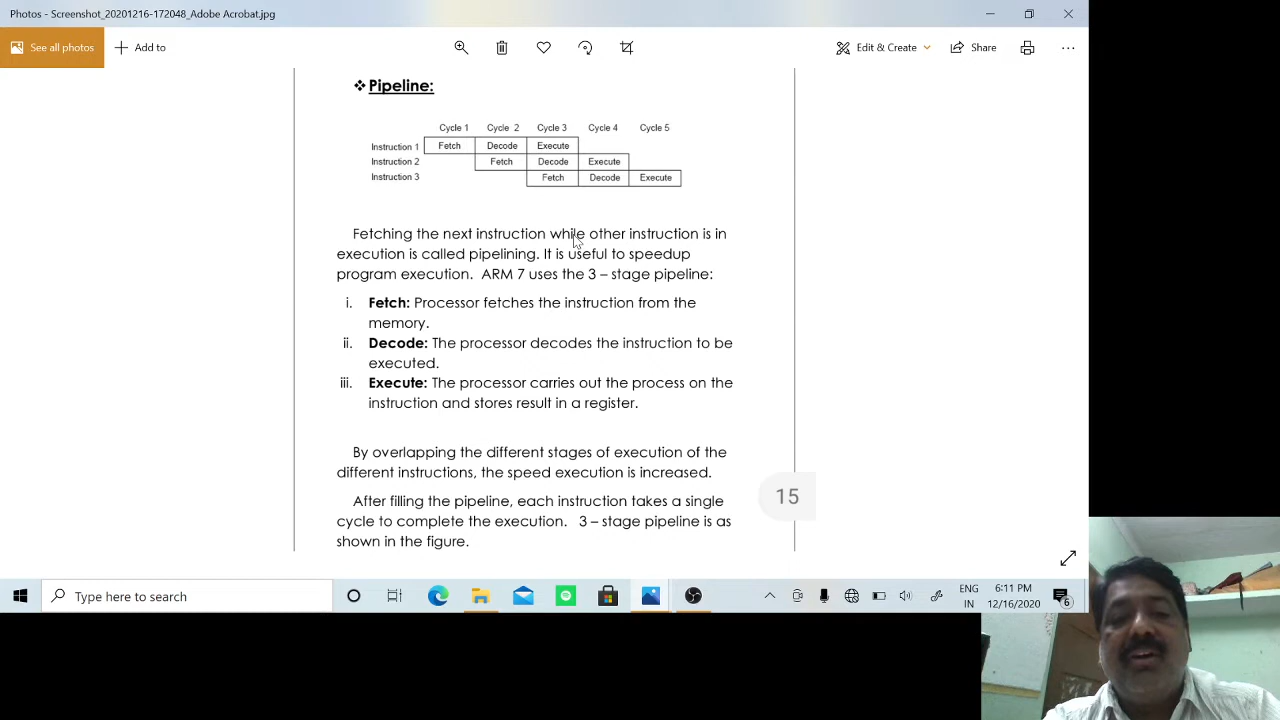 Photos - Screenshot_20201216-172048_Adobe Acrobat.jpg
See all photos
Add to
Edit & Create
Share
❖ Pipeline:
Cycle 1 Cycle 2 Cycle 3 Cycle 4 Cycle 5
Instruction 1 Fetch Decode Execute
Instruction 2 Fetch Decode Execute
Instruction 3 Fetch Decode Execute
Fetching the next instruction while other instruction is in
execution is called pipelining. It is useful to speedup
program execution. ARM 7 uses the 3 – stage pipeline:
i. Fetch: Processor fetches the instruction from the
memory.
ii. Decode: The processor decodes the instruction to be
executed.
iii. Execute: The processor carries out the process on the
instruction and stores result in a register.
By overlapping the different stages of execution of the
different instructions, the speed execution is increased.
After filling the pipeline, each instruction takes a single
cycle to complete the execution. 3 – stage pipeline is as
shown in the figure.
15
Type here to search
ENG
IN
6:11 PM
12/16/2020
6